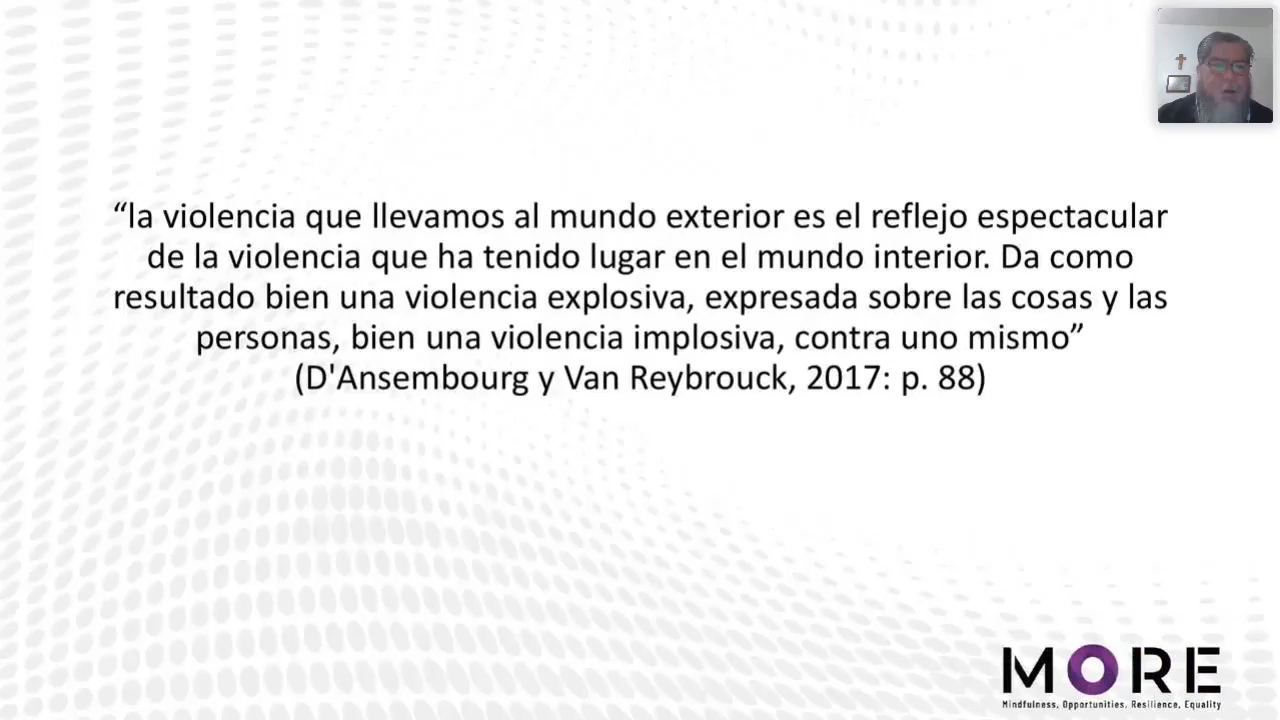 “la violencia que llevamos al mundo exterior es el reflejo espectacular
de la violencia que ha tenido lugar en el mundo interior. Da como
resultado bien una violencia explosiva, expresada sobre las cosas y las
personas, bien una violencia implosiva, contra uno mismo”
(D'Ansembourg y Van Reybrouck, 2017: p. 88)
MORE
Mindfulness, Opportunities, Resilience, Equality